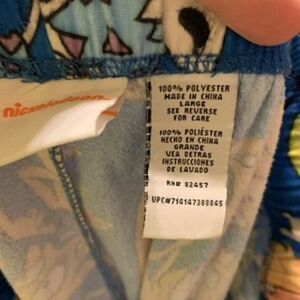 nickelodeon
100% POLYESTER
MADE IN CHINA
LARGE
SEE REVERSE
FOR CARE
100% POLIÉSTER
HECHO EN CHINA
GRANDE
VEA DETRAS
INSTRUCCIONES
DE LAVADO
RN# 82457
UPC#714147388845